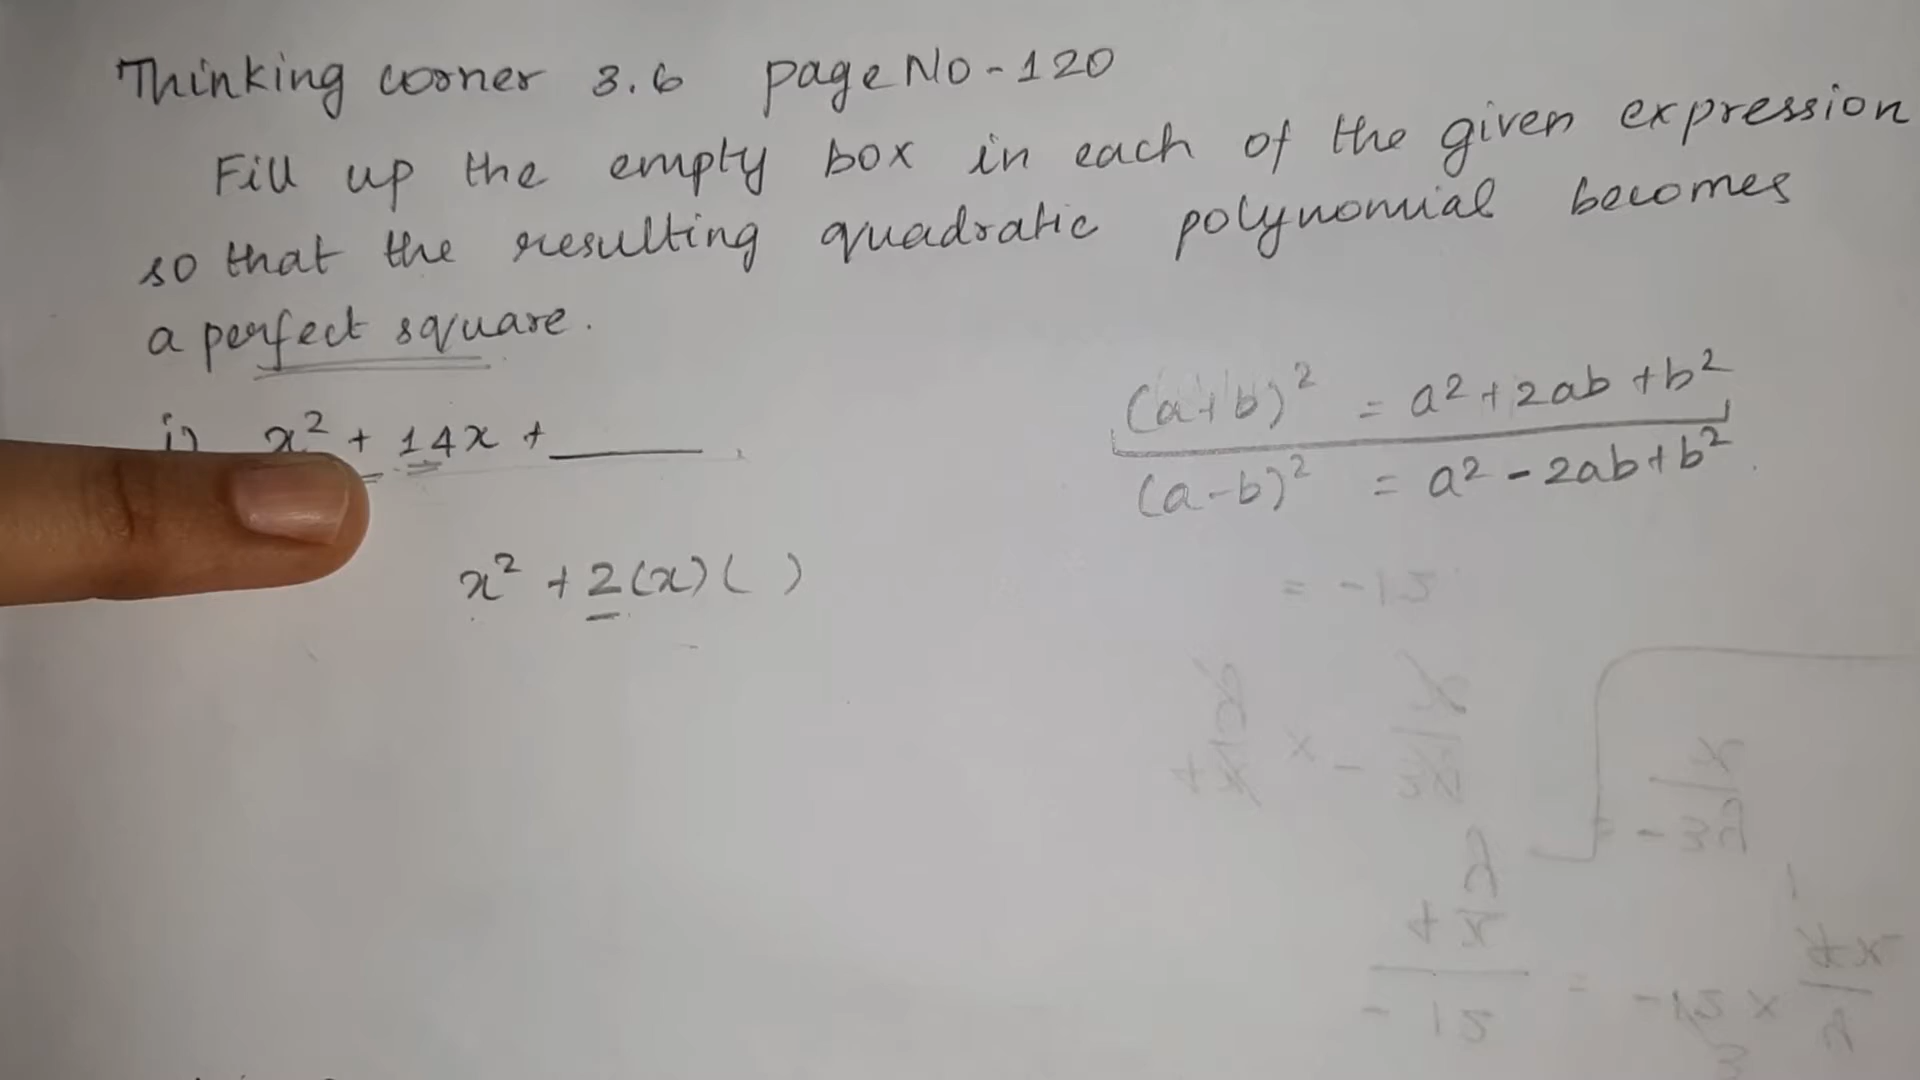 Thinking corner 3.6 page No - 120
Fill up the empty box in each of the given expression
so that the resulting quadratic polynomial becomes
a perfect square.
i) x² + 14x + ____.
x² + 2(x)( )
(a+b)² = a² + 2ab + b²
(a-b)² = a² - 2ab + b²
= -15